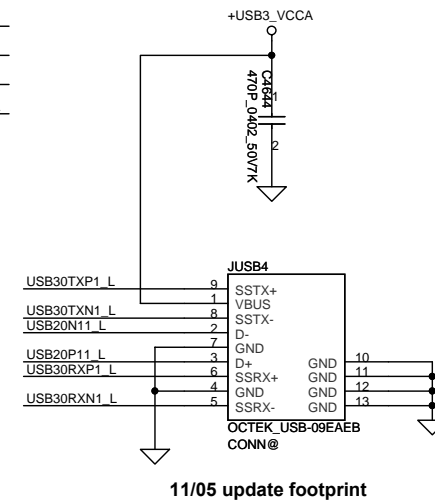 +USB3_VCCA
C4644
470P_0402_50V7K
1
2
JUSB4
USB30TXP1_L 9 SSTX+
1 VBUS
USB30TXN1_L 8 SSTX-
USB20N11_L 2 D-
7 GND
USB20P11_L 3 D+ GND 10
USB30RXP1_L 6 SSRX+ GND 11
4 GND GND 12
USB30RXN1_L 5 SSRX- GND 13
OCTEK_USB-09EAEB
CONN@
11/05 update footprint